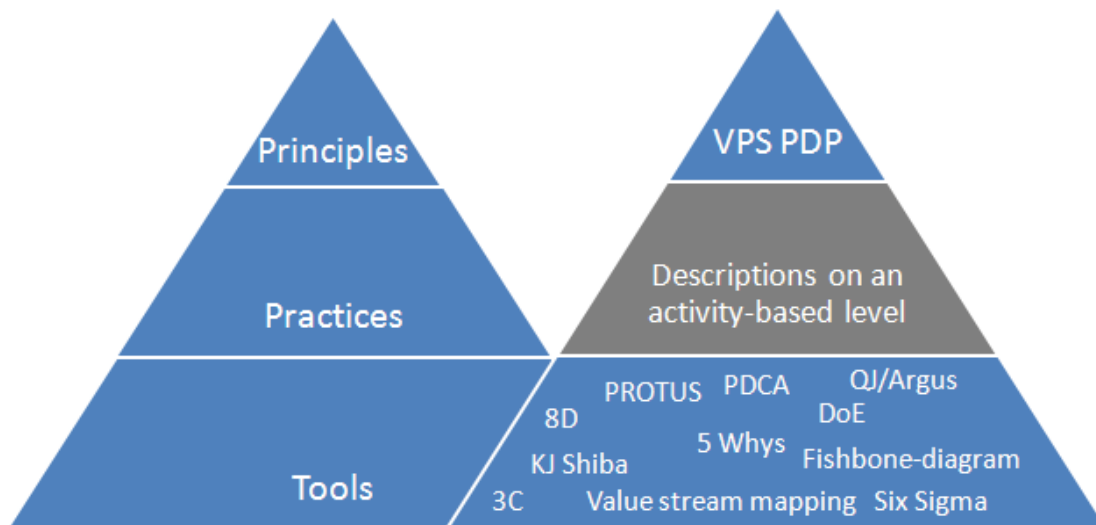 Principles
Practices
Tools
VPS PDP
Descriptions on an
activity-based level
PROTUS
PDCA
QJ/Argus
8D
DoE
5 Whys
KJ Shiba
Fishbone-diagram
3C
Value stream mapping
Six Sigma